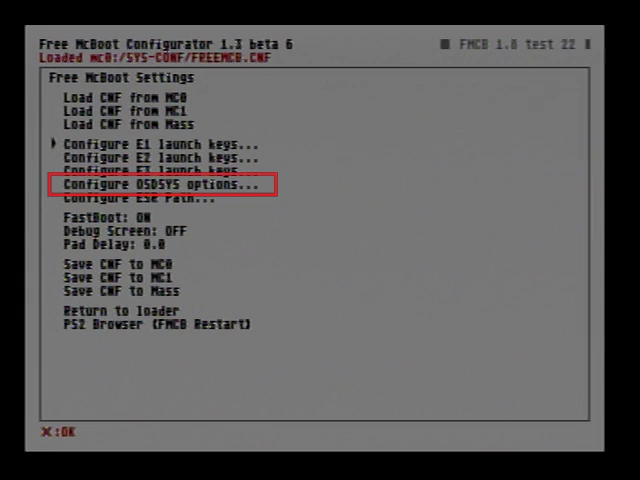 Free McBoot Configurator 1.3 beta 6
FMCB 1.8 test 22
Loaded mc0:/SYS-CONF/FREEMCB.CNF
Free McBoot Settings
Load CNF from MC0
Load CNF from MC1
Load CNF from Mass
Configure E1 launch keys...
Configure E2 launch keys...
Configure E3 launch keys...
Configure OSDSYS options...
Configure ESR Path...
FastBoot: ON
Debug Screen: OFF
Pad Delay: 0.0
Save CNF to MC0
Save CNF to MC1
Save CNF to Mass
Return to loader
PS2 Browser (FMCB Restart)
X:OK